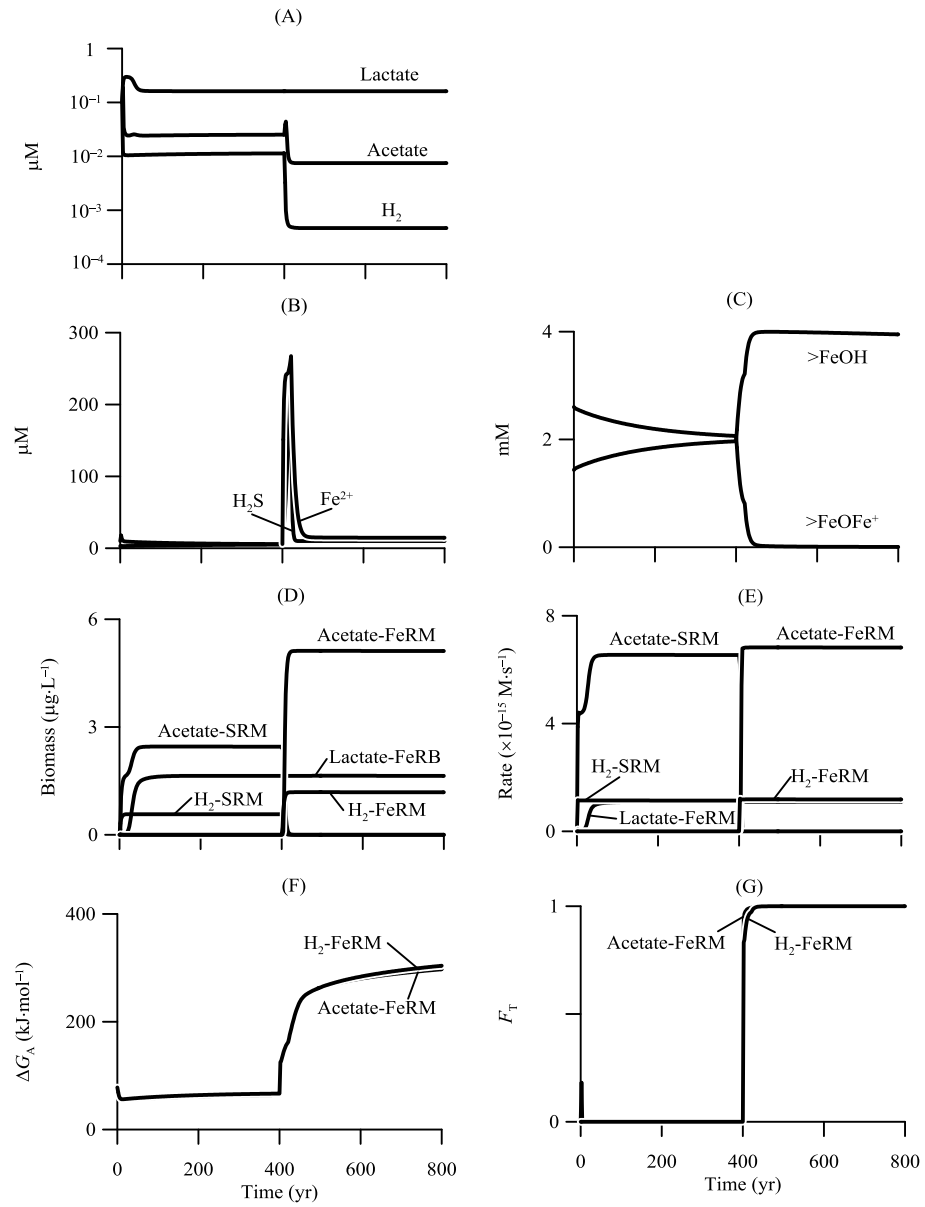 (A)
1
10⁻¹
10⁻²
10⁻³
10⁻⁴
μM
Lactate
Acetate
H₂
(B)
300
200
100
0
μM
H₂S
Fe²⁺
(C)
4
2
0
mM
>FeOH
>FeOFe⁺
(D)
6
3
0
Biomass (μg·L⁻¹)
Acetate-FeRM
Acetate-SRM
Lactate-FeRB
H₂-SRM
H₂-FeRM
(E)
8
4
0
Rate (×10⁻¹⁵ M·s⁻¹)
Acetate-SRM
Acetate-FeRM
H₂-SRM
H₂-FeRM
Lactate-FeRM
(F)
400
200
0
ΔG_A (kJ·mol⁻¹)
H₂-FeRM
Acetate-FeRM
0 200 400 600 800
Time (yr)
(G)
1
0
F_T
Acetate-FeRM
H₂-FeRM
0 200 400 600 800
Time (yr)